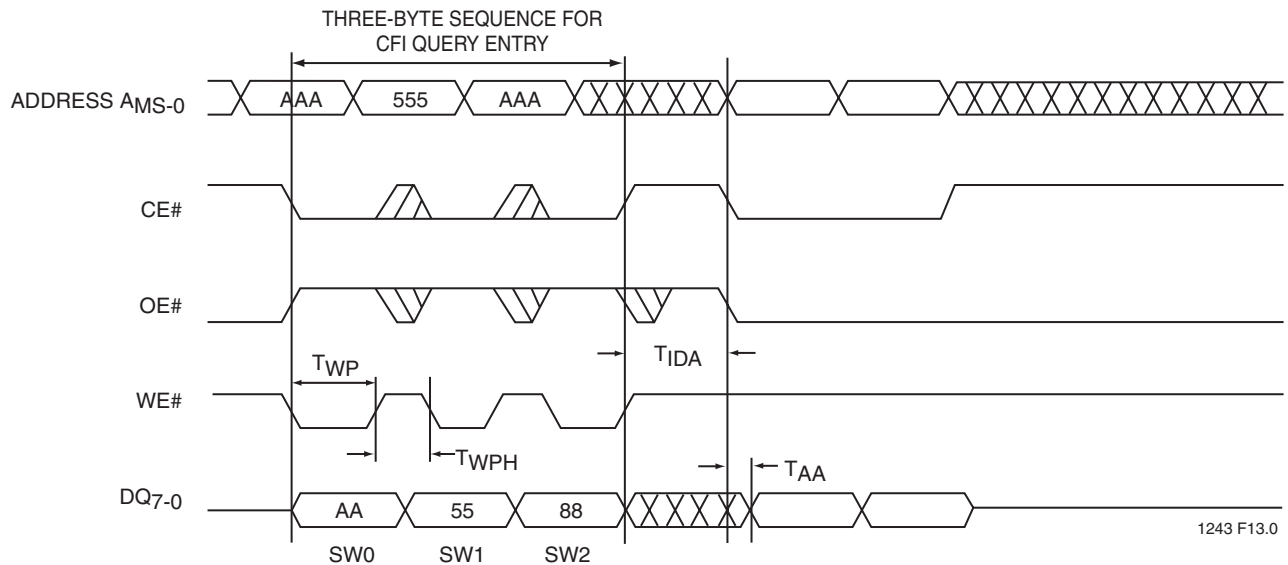 THREE-BYTE SEQUENCE FOR
CFI QUERY ENTRY
ADDRESS AMS-0
AAA 555 AAA
CE#
OE#
TIDA
TWP
WE#
TWPH
TAA
DQ7-0
AA 55 88
1243 F13.0
SW0 SW1 SW2